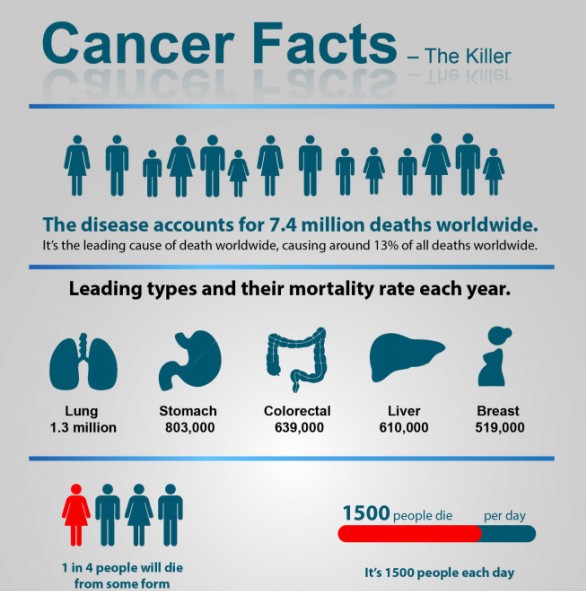 Cancer Facts – The Killer
The disease accounts for 7.4 million deaths worldwide.
It's the leading cause of death worldwide, causing around 13% of all deaths worldwide.
Leading types and their mortality rate each year.
Lung
1.3 million
Stomach
803,000
Colorectal
639,000
Liver
610,000
Breast
519,000
1 in 4 people will die
from some form
1500 people die per day
It's 1500 people each day